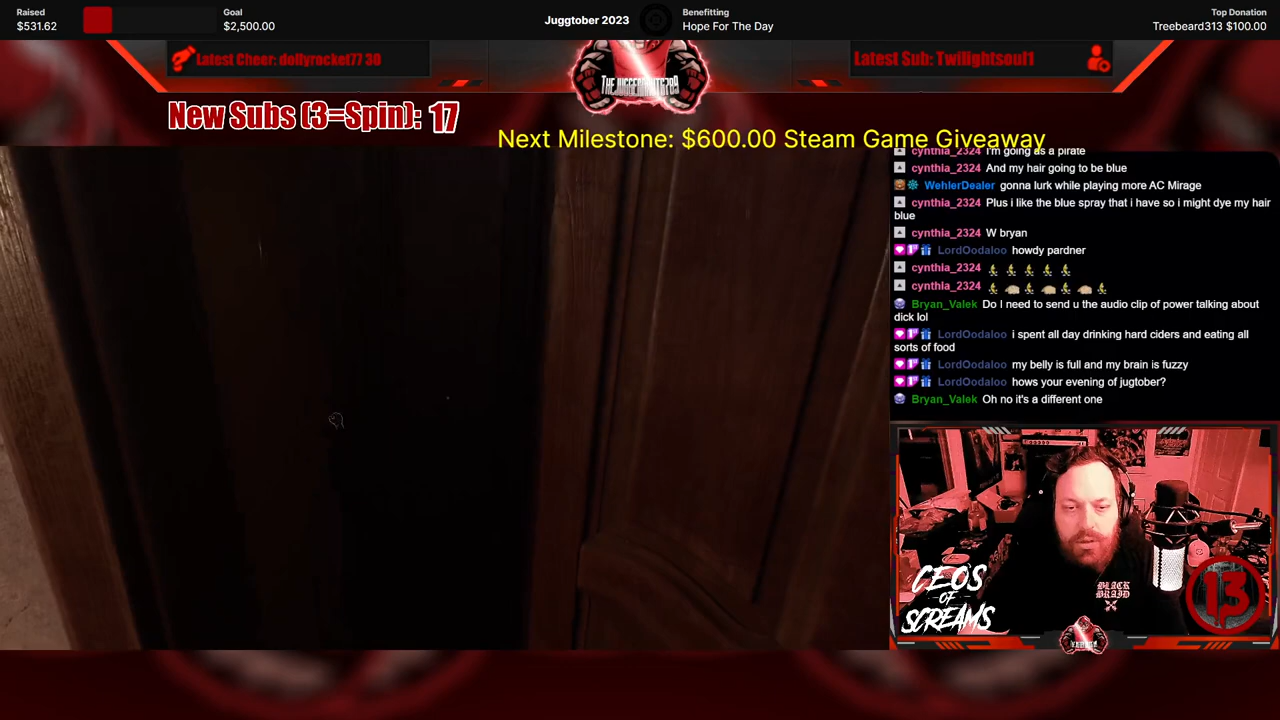 Raised
$531.62
Goal
$2,500.00
Juggtober 2023
Benefitting
Hope For The Day
Top Donation
Treebeard313 $100.00
Latest Cheer: dollyrocket77 30
THEJUGGERNAUT6789
Latest Sub: Twilightsoul1
New Subs (3=Spin): 17
Next Milestone: $600.00 Steam Game Giveaway
cynthia_2324 I'm going as a pirate
cynthia_2324 And my hair going to be blue
WehlerDealer gonna lurk while playing more AC Mirage
cynthia_2324 Plus i like the blue spray that i have so i might dye my hair
blue
cynthia_2324 W bryan
LordOodaloo howdy pardner
cynthia_2324
cynthia_2324
Bryan_Valek Do I need to send u the audio clip of power talking about
dick lol
LordOodaloo i spent all day drinking hard ciders and eating all
sorts of food
LordOodaloo my belly is full and my brain is fuzzy
LordOodaloo hows your evening of jugtober?
Bryan_Valek Oh no it's a different one
CEOS
OF
SCREAMS
BLACK
BRAID
13